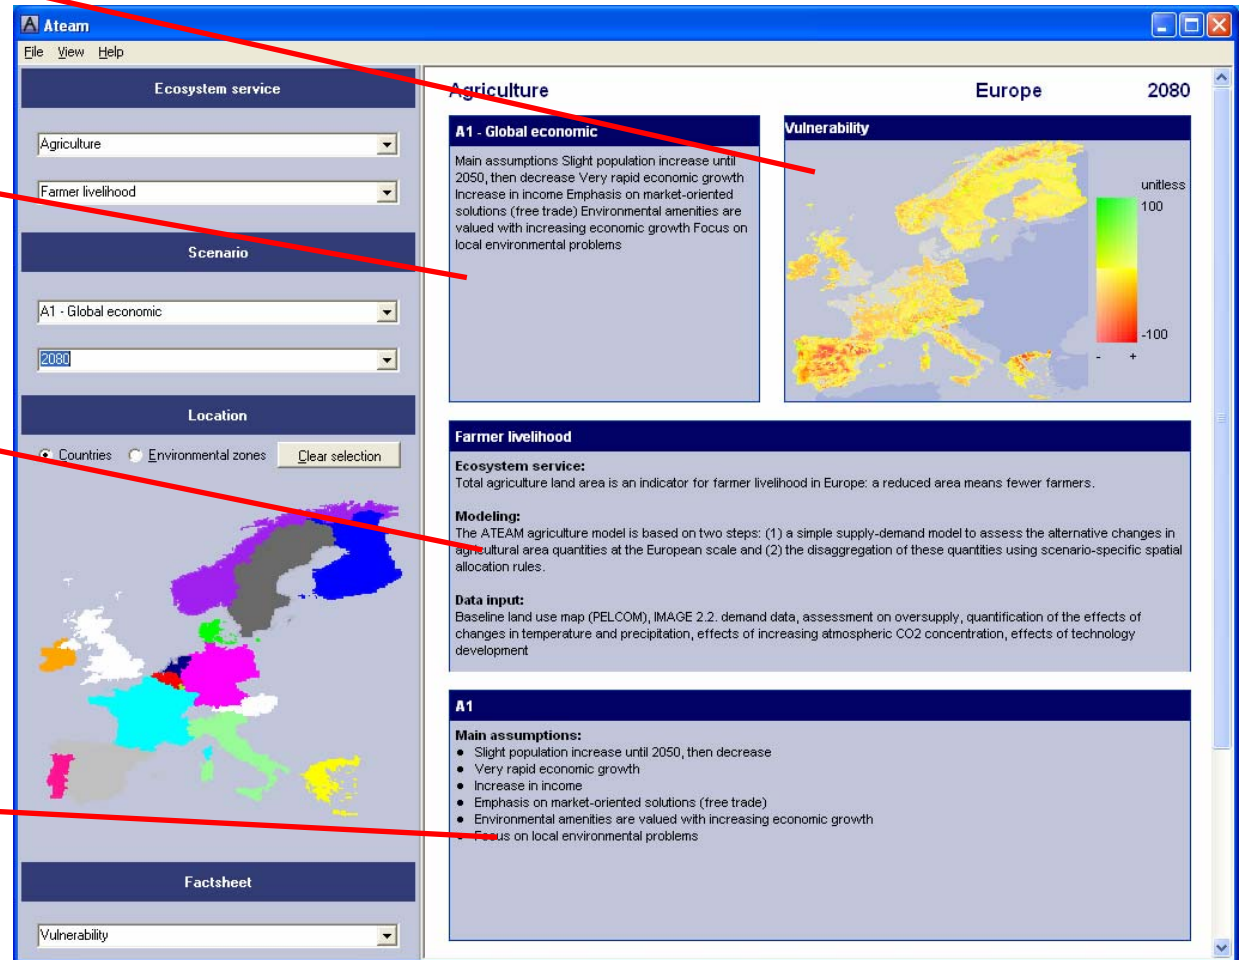 Ateam
File View Help
Ecosystem service
Agriculture
Farmer livelihood
Scenario
A1 - Global economic
2080
Location
Countries Environmental zones Clear selection
Factsheet
Vulnerability
Agriculture Europe 2080
A1 - Global economic
Main assumptions Slight population increase until
2050, then decrease Very rapid economic growth
Increase in income Emphasis on market-oriented
solutions (free trade) Environmental amenities are
valued with increasing economic growth Focus on
local environmental problems
Vulnerability
unitless
100
-100
- +
Farmer livelihood
Ecosystem service:
Total agriculture land area is an indicator for farmer livelihood in Europe: a reduced area means fewer farmers.
Modeling:
The ATEAM agriculture model is based on two steps: (1) a simple supply-demand model to assess the alternative changes in
agricultural area quantities at the European scale and (2) the disaggregation of these quantities using scenario-specific spatial
allocation rules.
Data input:
Baseline land use map (PELCOM), IMAGE 2.2. demand data, assessment on oversupply, quantification of the effects of
changes in temperature and precipitation, effects of increasing atmospheric CO2 concentration, effects of technology
development
A1
Main assumptions:
● Slight population increase until 2050, then decrease
● Very rapid economic growth
● Increase in income
● Emphasis on market-oriented solutions (free trade)
● Environmental amenities are valued with increasing economic growth
● Focus on local environmental problems